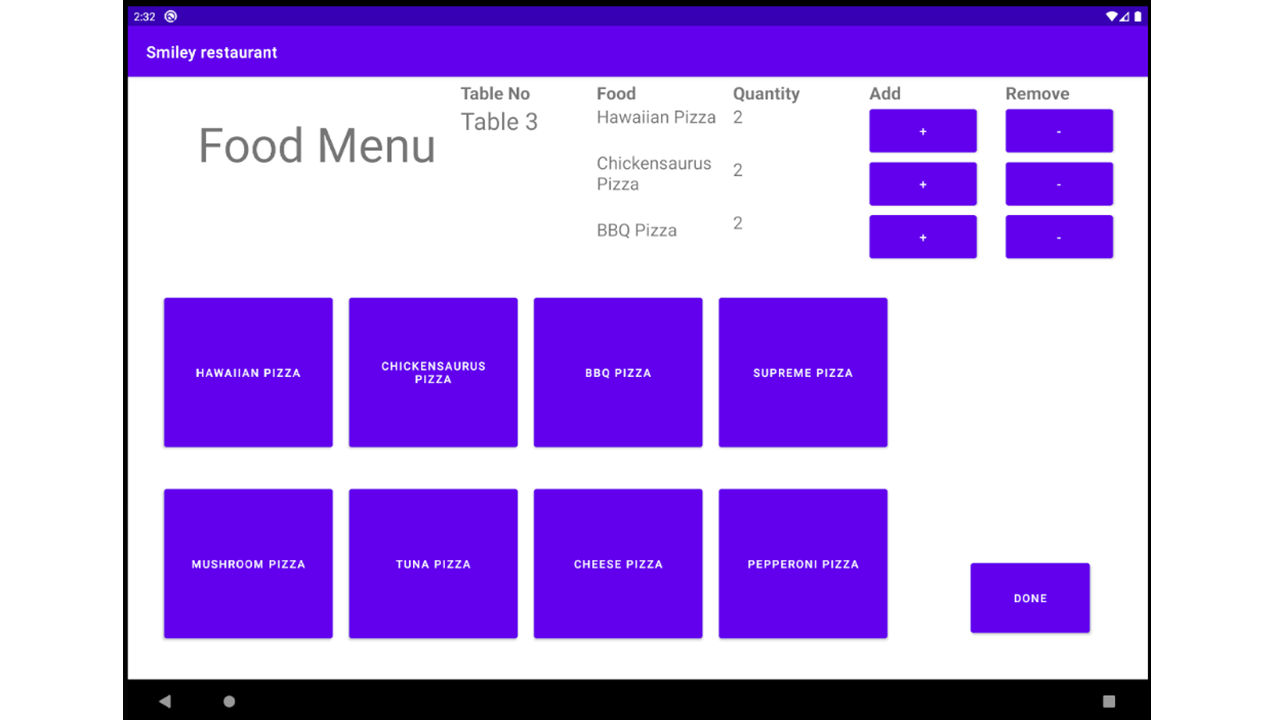 2:32
Smiley restaurant
Food Menu
Table No Food Quantity Add Remove
Table 3
Hawaiian Pizza 2 + -
Chickensaurus
Pizza 2 + -
BBQ Pizza 2 + -
HAWAIIAN PIZZA
CHICKENSAURUS
PIZZA
BBQ PIZZA
SUPREME PIZZA
MUSHROOM PIZZA
TUNA PIZZA
CHEESE PIZZA
PEPPERONI PIZZA
DONE